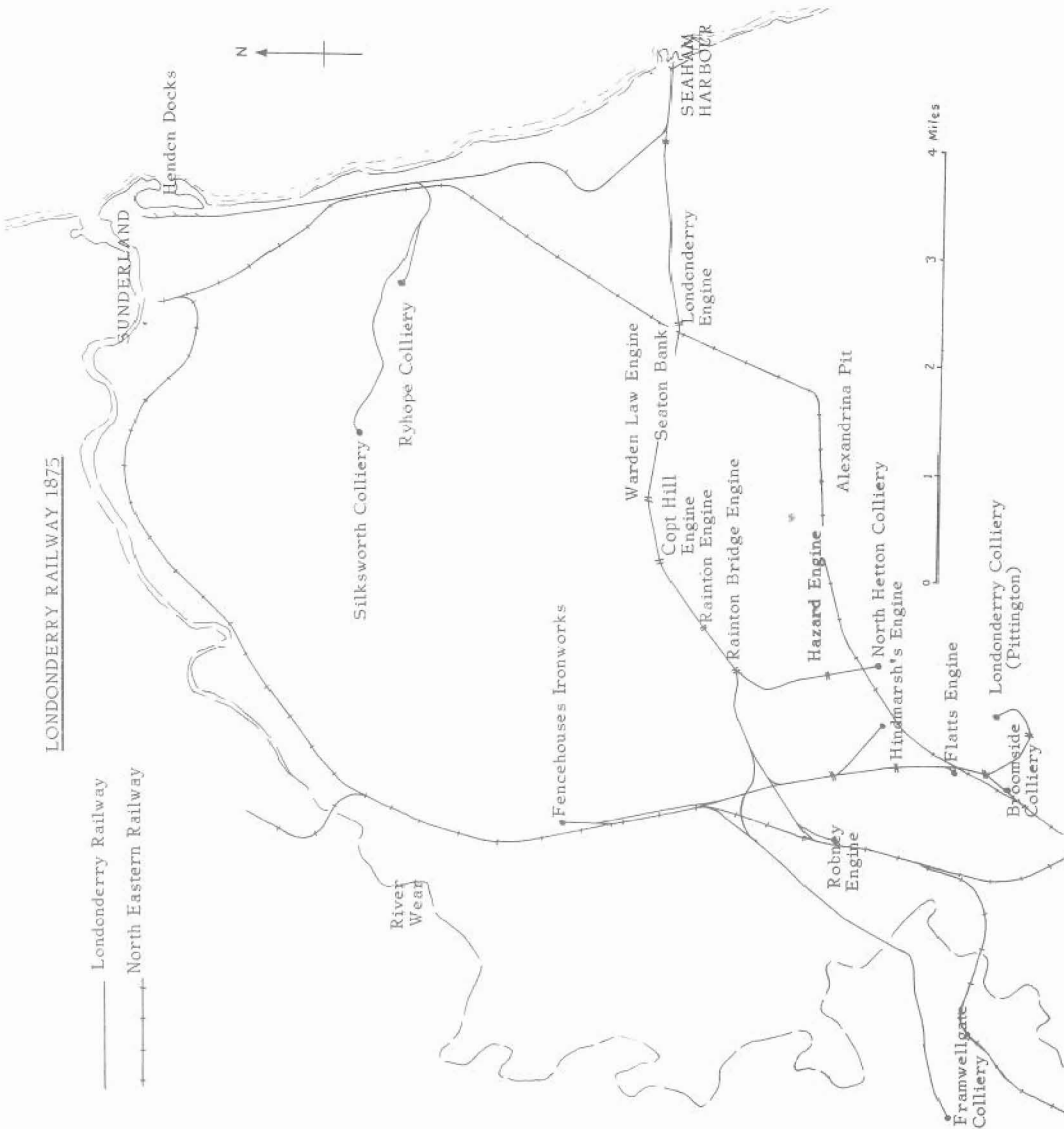 LONDONDERRY RAILWAY 1875
Londonderry Railway
North Eastern Railway
N
SUNDERLAND
Hendon Docks
Silksworth Colliery
Ryhope Colliery
SEAHAM
HARBOUR
Londonderry
Engine
Seaton Bank
Warden Law Engine
Copt Hill
Engine
Rainton Engine
Rainton Bridge Engine
Fencehouses Ironworks
River
Wear
Alexandrina Pit
Hazard Engine
North Hetton Colliery
Hindmarsh's Engine
Flatts Engine
Londonderry Colliery
(Pittington)
Broomside
Colliery
Robney
Engine
Framwellgate
Colliery
0 1 2 3 4 Miles